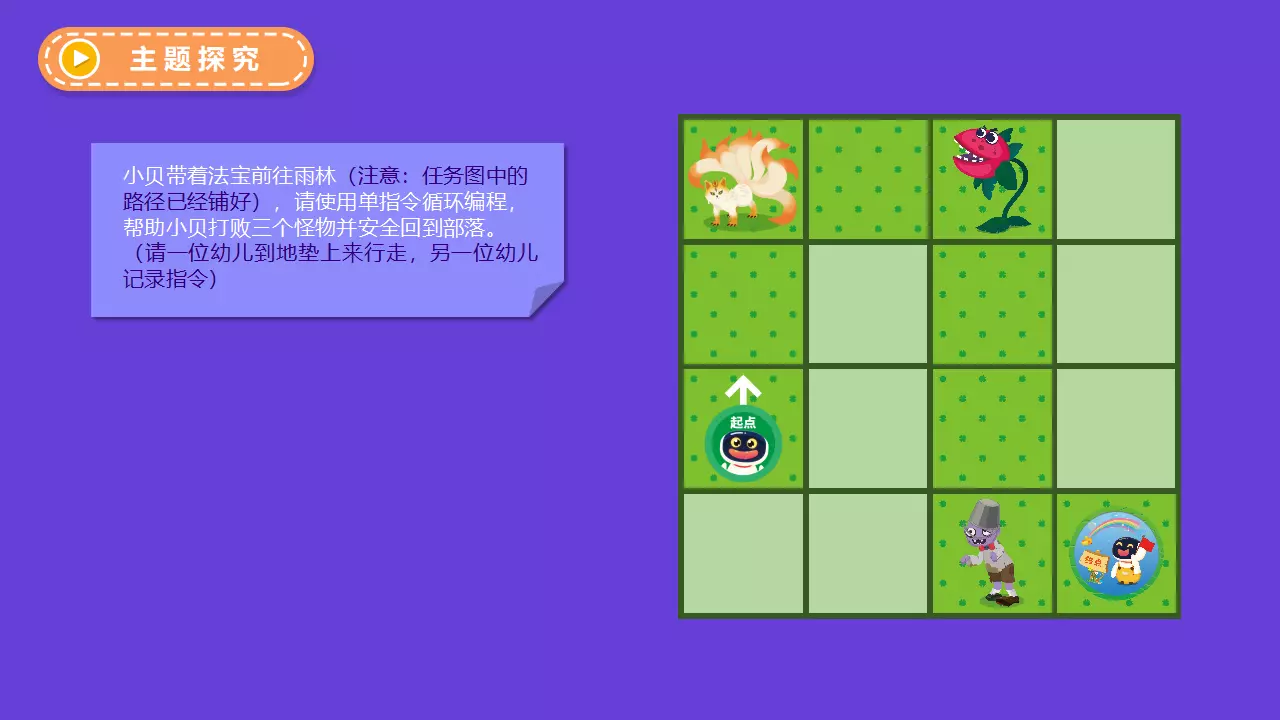 主题探究
小贝带着法宝前往雨林（注意：任务图中的
路径已经铺好），请使用单指令循环编程，
帮助小贝打败三个怪物并安全回到部落。
（请一位幼儿到地垫上来行走，另一位幼儿
记录指令）
起点
终点